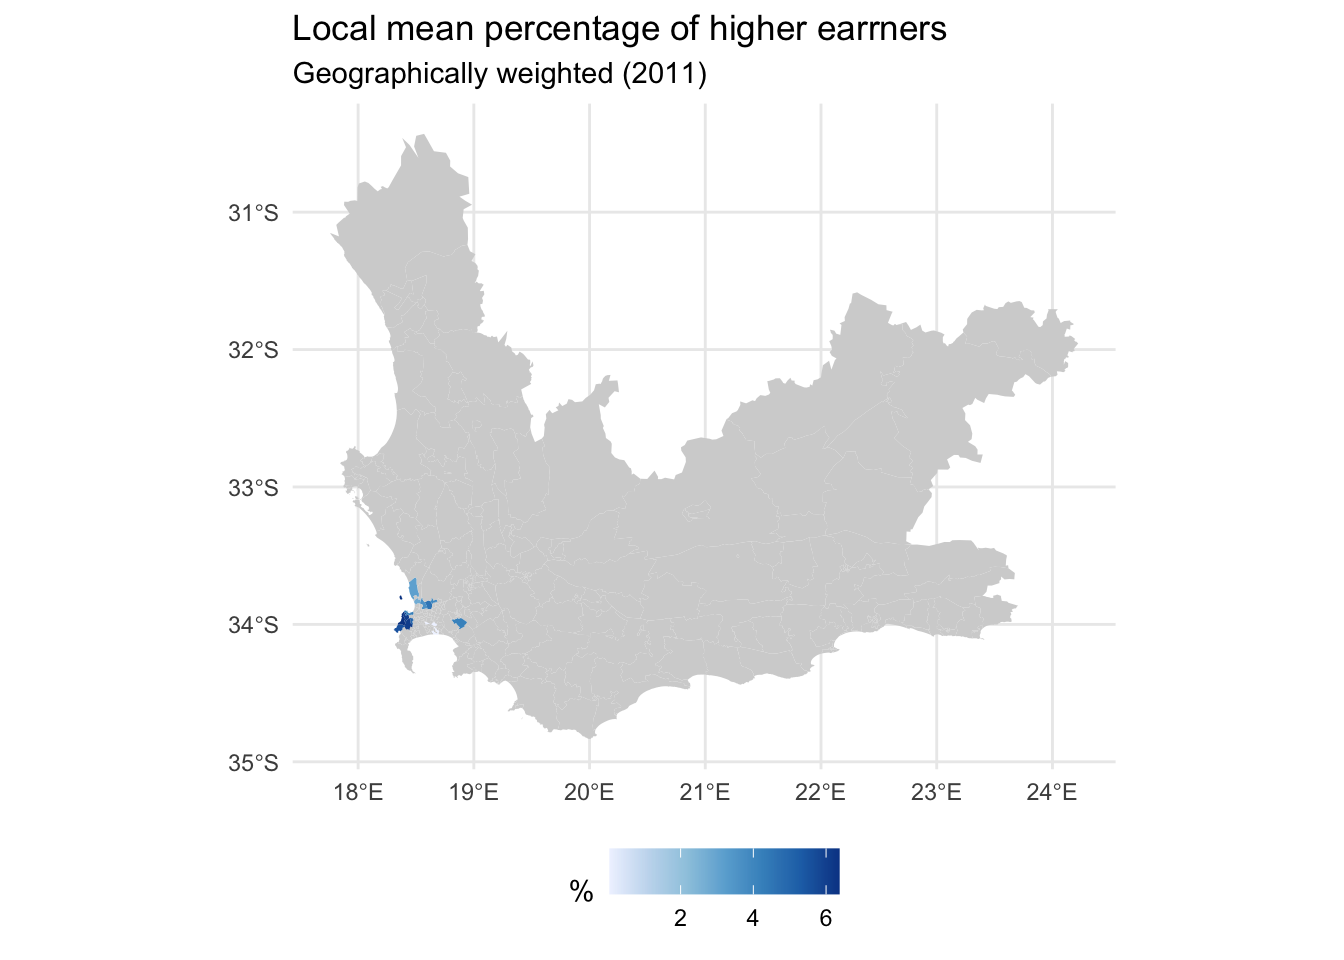 Local mean percentage of higher earrners
Geographically weighted (2011)
31°S
32°S
33°S
34°S
35°S
18°E 19°E 20°E 21°E 22°E 23°E 24°E
%
2 4 6